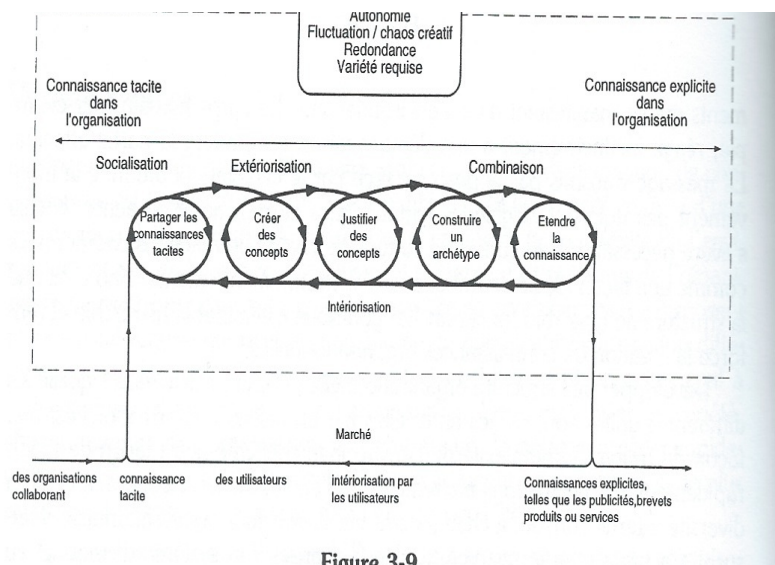 Autonomie
Fluctuation / chaos créatif
Redondance
Variété requise
Connaissance tacite
dans
l'organisation
Connaissance explicite
dans
l'organisation
Socialisation
Extériorisation
Combinaison
Partager les
connaissances
tacites
Créer
des
concepts
Justifier
des
concepts
Construire
un
archétype
Etendre
la
connaissance
Intériorisation
Marché
des organisations
collaborant
connaissance
tacite
des utilisateurs
intériorisation par
les utilisateurs
Connaissances explicites,
telles que les publicités,brevets
produits ou services
Figure 3-9